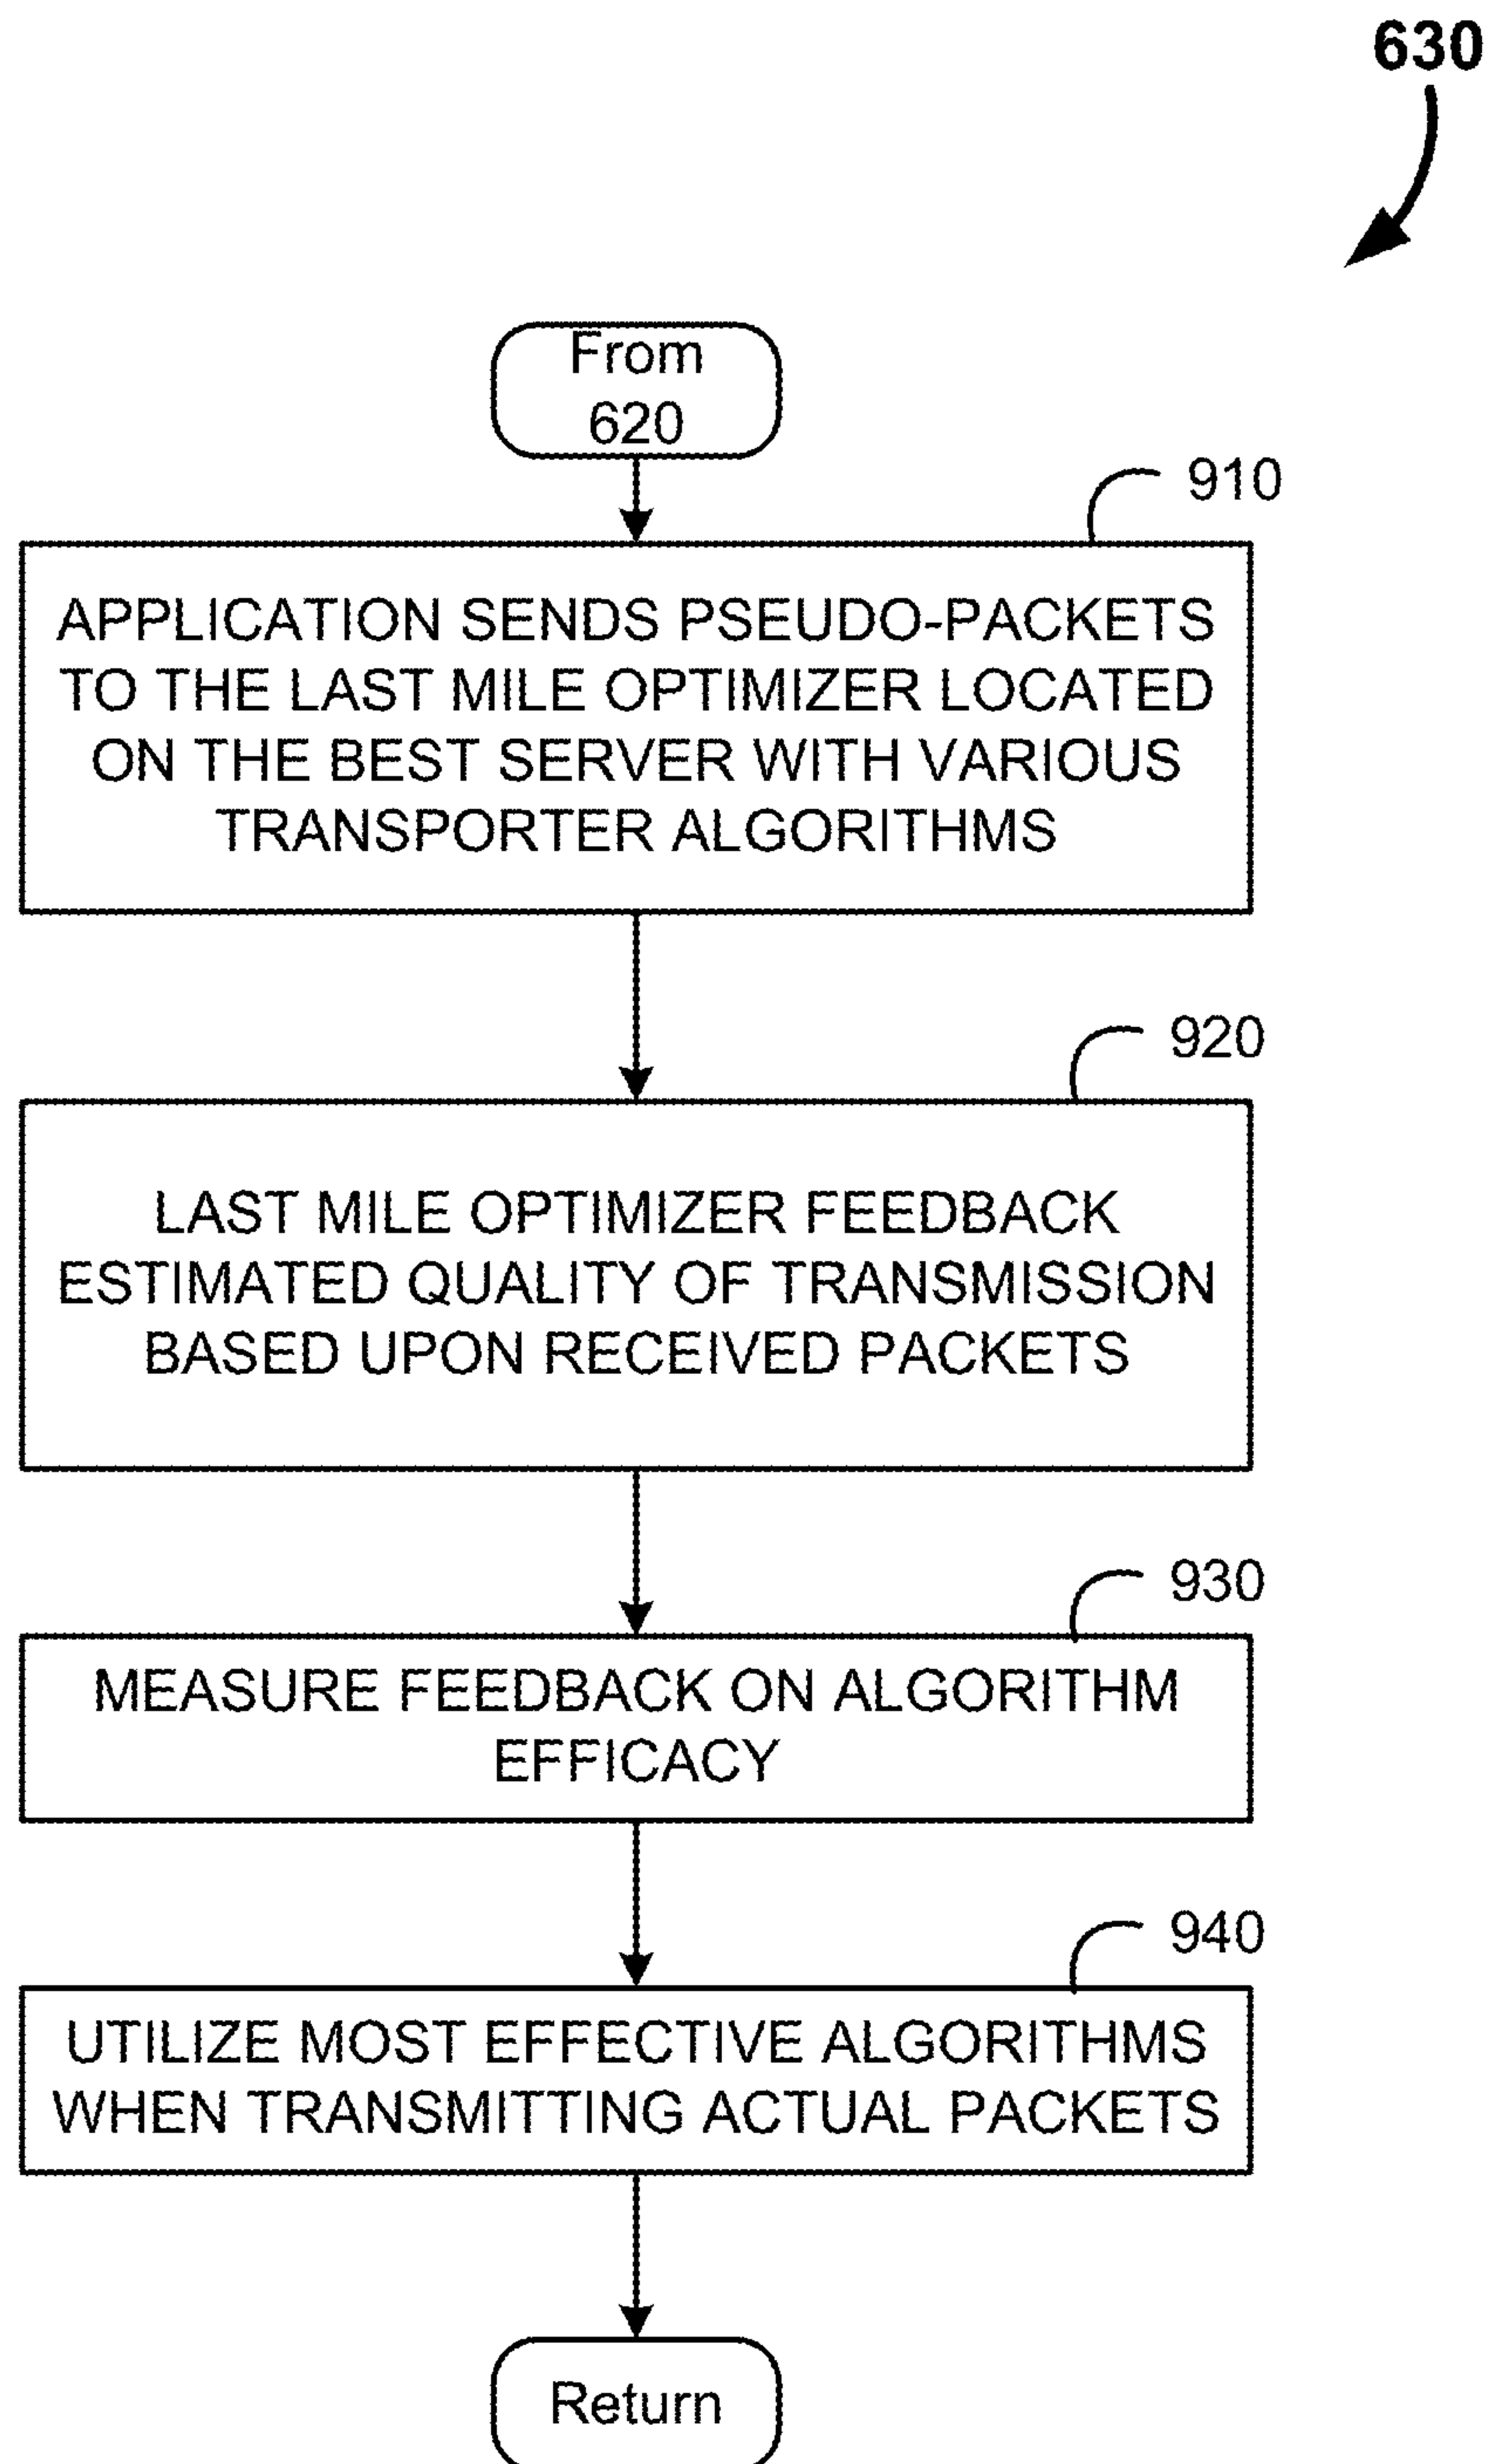 630
From
620
910
APPLICATION SENDS PSEUDO-PACKETS
TO THE LAST MILE OPTIMIZER LOCATED
ON THE BEST SERVER WITH VARIOUS
TRANSPORTER ALGORITHMS
920
LAST MILE OPTIMIZER FEEDBACK
ESTIMATED QUALITY OF TRANSMISSION
BASED UPON RECEIVED PACKETS
930
MEASURE FEEDBACK ON ALGORITHM
EFFICACY
940
UTILIZE MOST EFFECTIVE ALGORITHMS
WHEN TRANSMITTING ACTUAL PACKETS
Return